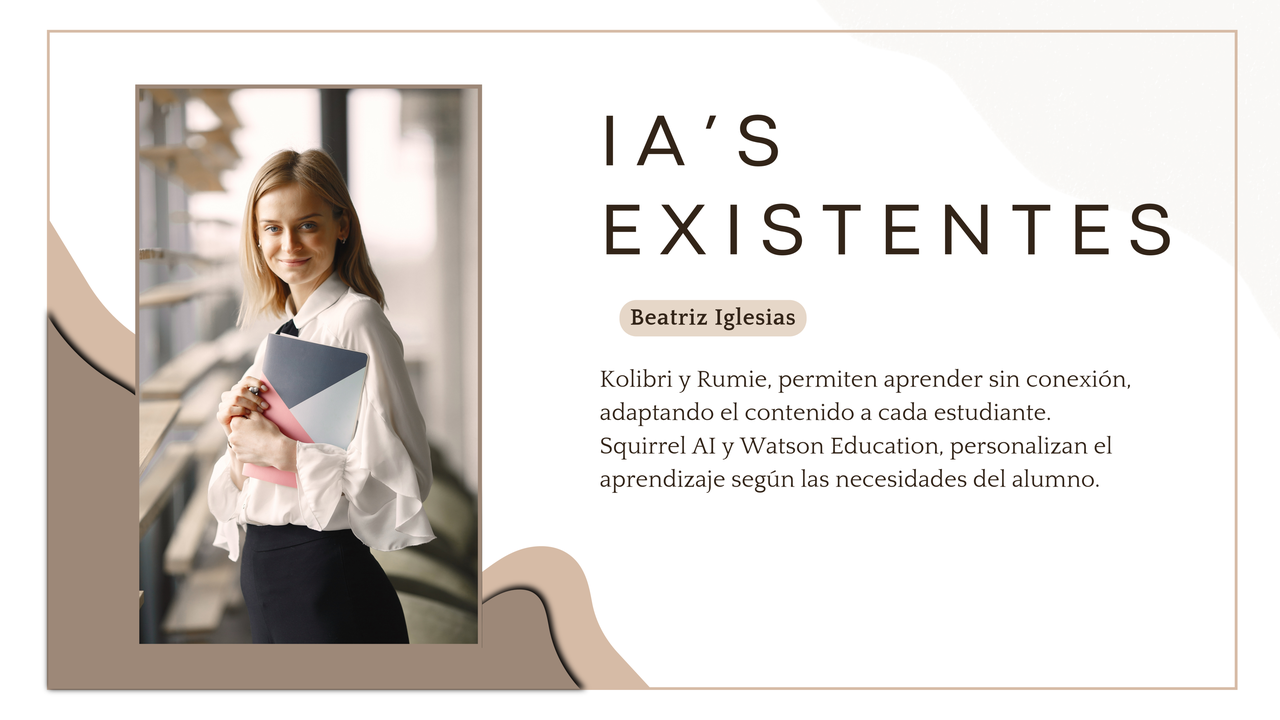 IA’S
EXISTENTES
Beatriz Iglesias
Kolibri y Rumie, permiten aprender sin conexión,
adaptando el contenido a cada estudiante.
Squirrel AI y Watson Education, personalizan el
aprendizaje según las necesidades del alumno.